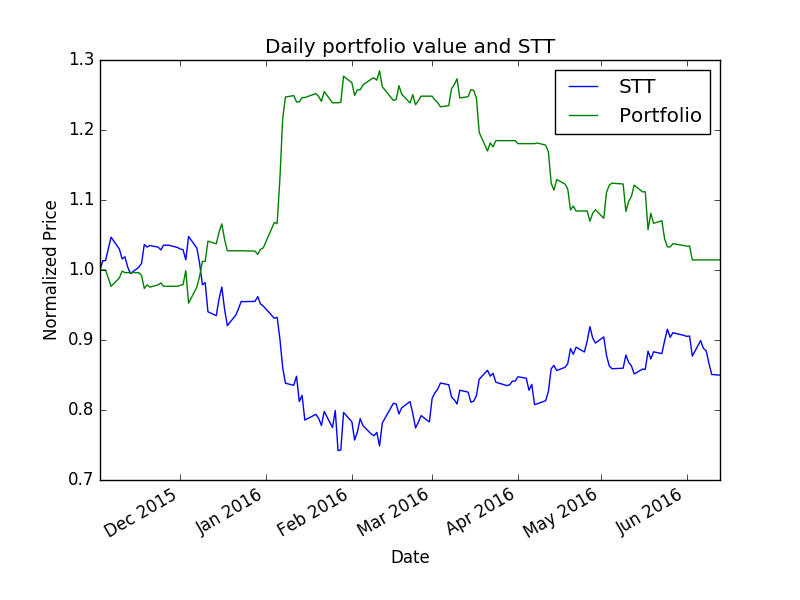 Daily portfolio value and STT
1.3
1.2
1.1
1.0
0.9
0.8
0.7
Normalized Price
STT
Portfolio
Dec 2015
Jan 2016
Feb 2016
Mar 2016
Apr 2016
May 2016
Jun 2016
Date